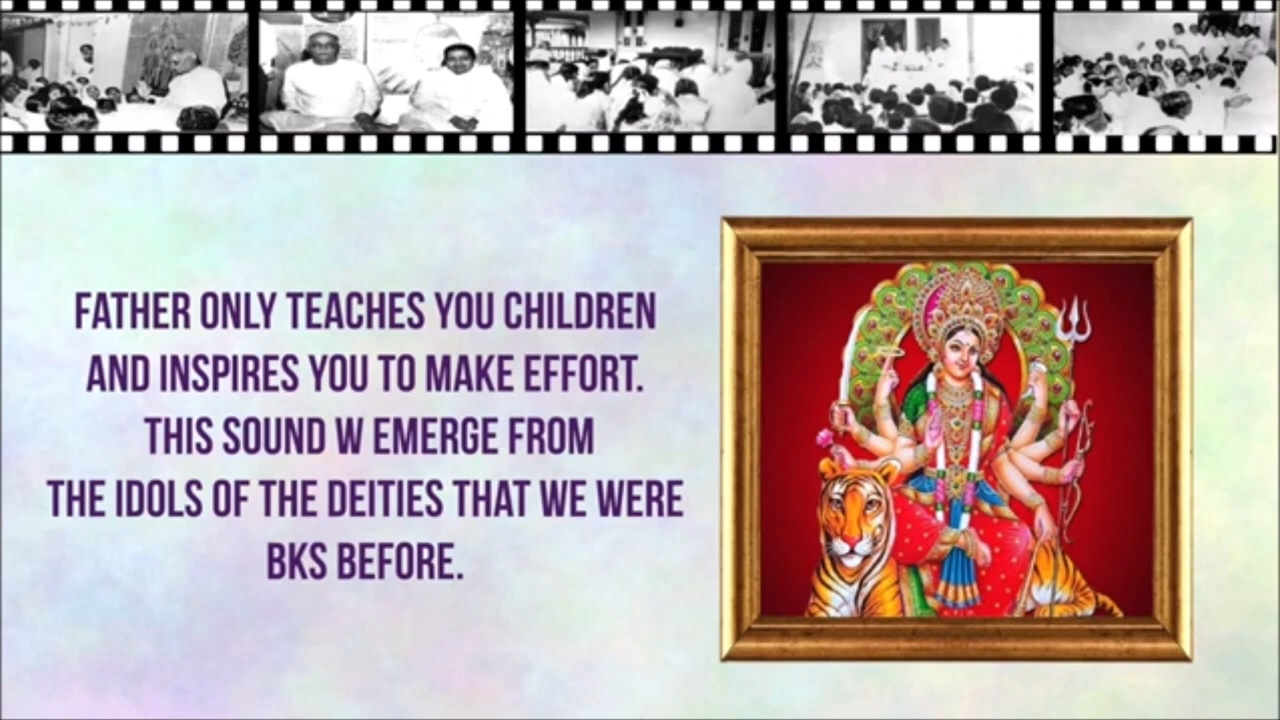 FATHER ONLY TEACHES YOU CHILDREN
AND INSPIRES YOU TO MAKE EFFORT.
THIS SOUND W EMERGE FROM
THE IDOLS OF THE DEITIES THAT WE WERE
BKS BEFORE.